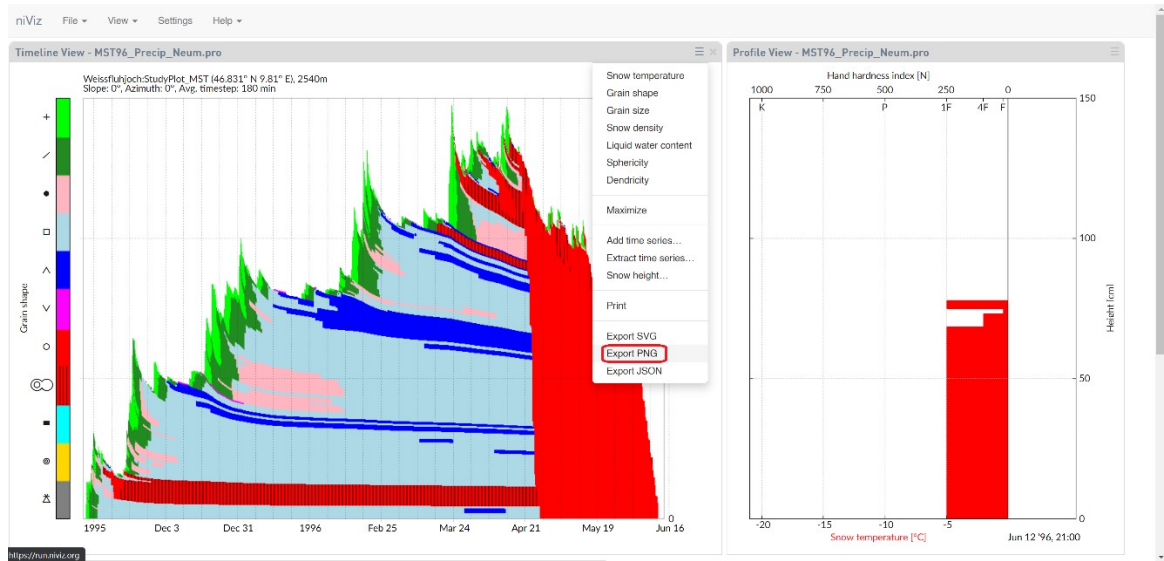 niViz File View Settings Help
Timeline View - MST96_Precip_Neum.pro
Weissfluhjoch:StudyPlot_MST (46.831° N 9.81° E), 2540m
Slope: 0°, Azimuth: 0°, Avg. timestep: 180 min
Grain shape
1995 Dec 3 Dec 31 1996 Feb 25 Mar 24 Apr 21 May 19 Jun 16
0
Snow temperature
Grain shape
Grain size
Snow density
Liquid water content
Sphericity
Dendricity
Maximize
Add time series...
Extract time series...
Snow height...
Print
Export SVG
Export PNG
Export JSON
Profile View - MST96_Precip_Neum.pro
Hand hardness index [N]
1000 750 500 250 0
K P 1F 4F F
150
100
50
0
Height [cm]
-20 -15 -10 -5
Snow temperature [°C]
Jun 12 '96, 21:00
https://run.niviz.org